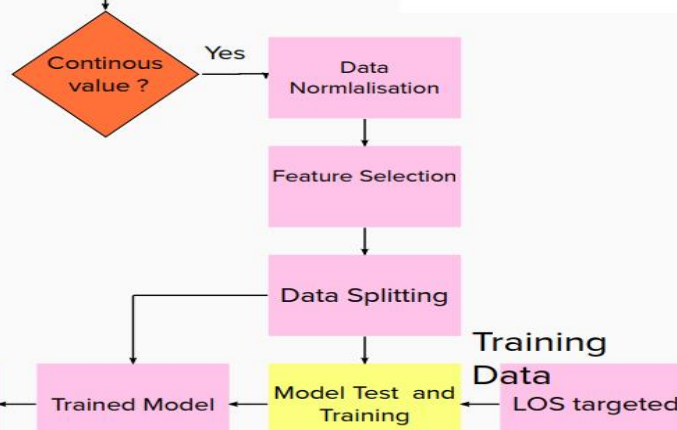 Continous
value ?
Yes
Data
Normlalisation
Feature Selection
Data Splitting
Training
Data
Trained Model
Model Test and
Training
LOS targeted